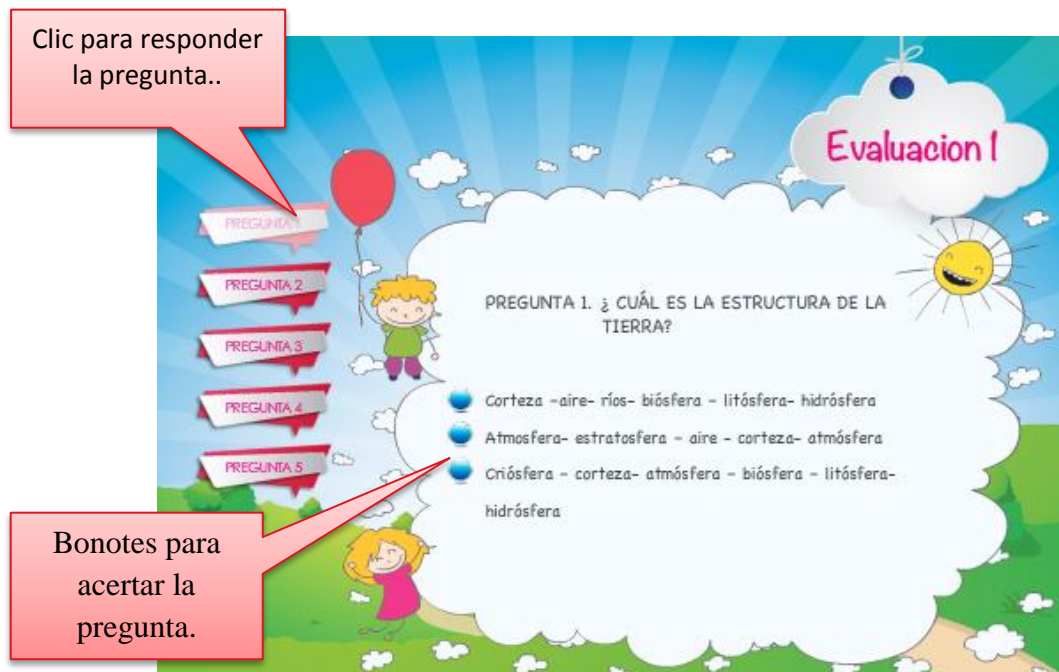 Clic para responder
la pregunta..
Evaluacion 1
PREGUNTA 1
PREGUNTA 2
PREGUNTA 3
PREGUNTA 4
PREGUNTA 5
PREGUNTA 1. ¿ CUÁL ES LA ESTRUCTURA DE LA
TIERRA?
Corteza -aire- ríos- biósfera - litósfera- hidrósfera
Atmosfera- estratosfera - aire - corteza- atmósfera
Criósfera - corteza- atmósfera - biósfera - litósfera-
hidrósfera
Bonotes para
acertar la
pregunta.